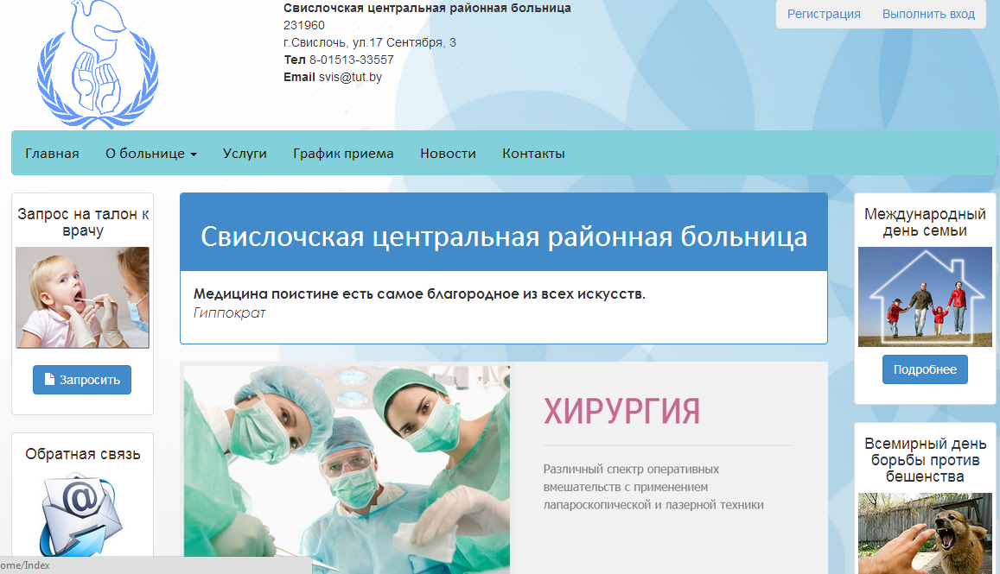 Свислочская центральная районная больница
231960
г.Свислочь, ул.17 Сентября, 3
Тел 8-01513-33557
Email svis@tut.by
Регистрация Выполнить вход
Главная О больнице Услуги График приема Новости Контакты
Запрос на талон к
врачу
Запросить
Обратная связь
Свислочская центральная районная больница
Медицина поистине есть самое благородное из всех искусств.
Гиппократ
ХИРУРГИЯ
Различный спектр оперативных
вмешательств с применением
лапароскопической и лазерной техники
Международный
день семьи
Подробнее
Всемирный день
борьбы против
бешенства
ome/Index